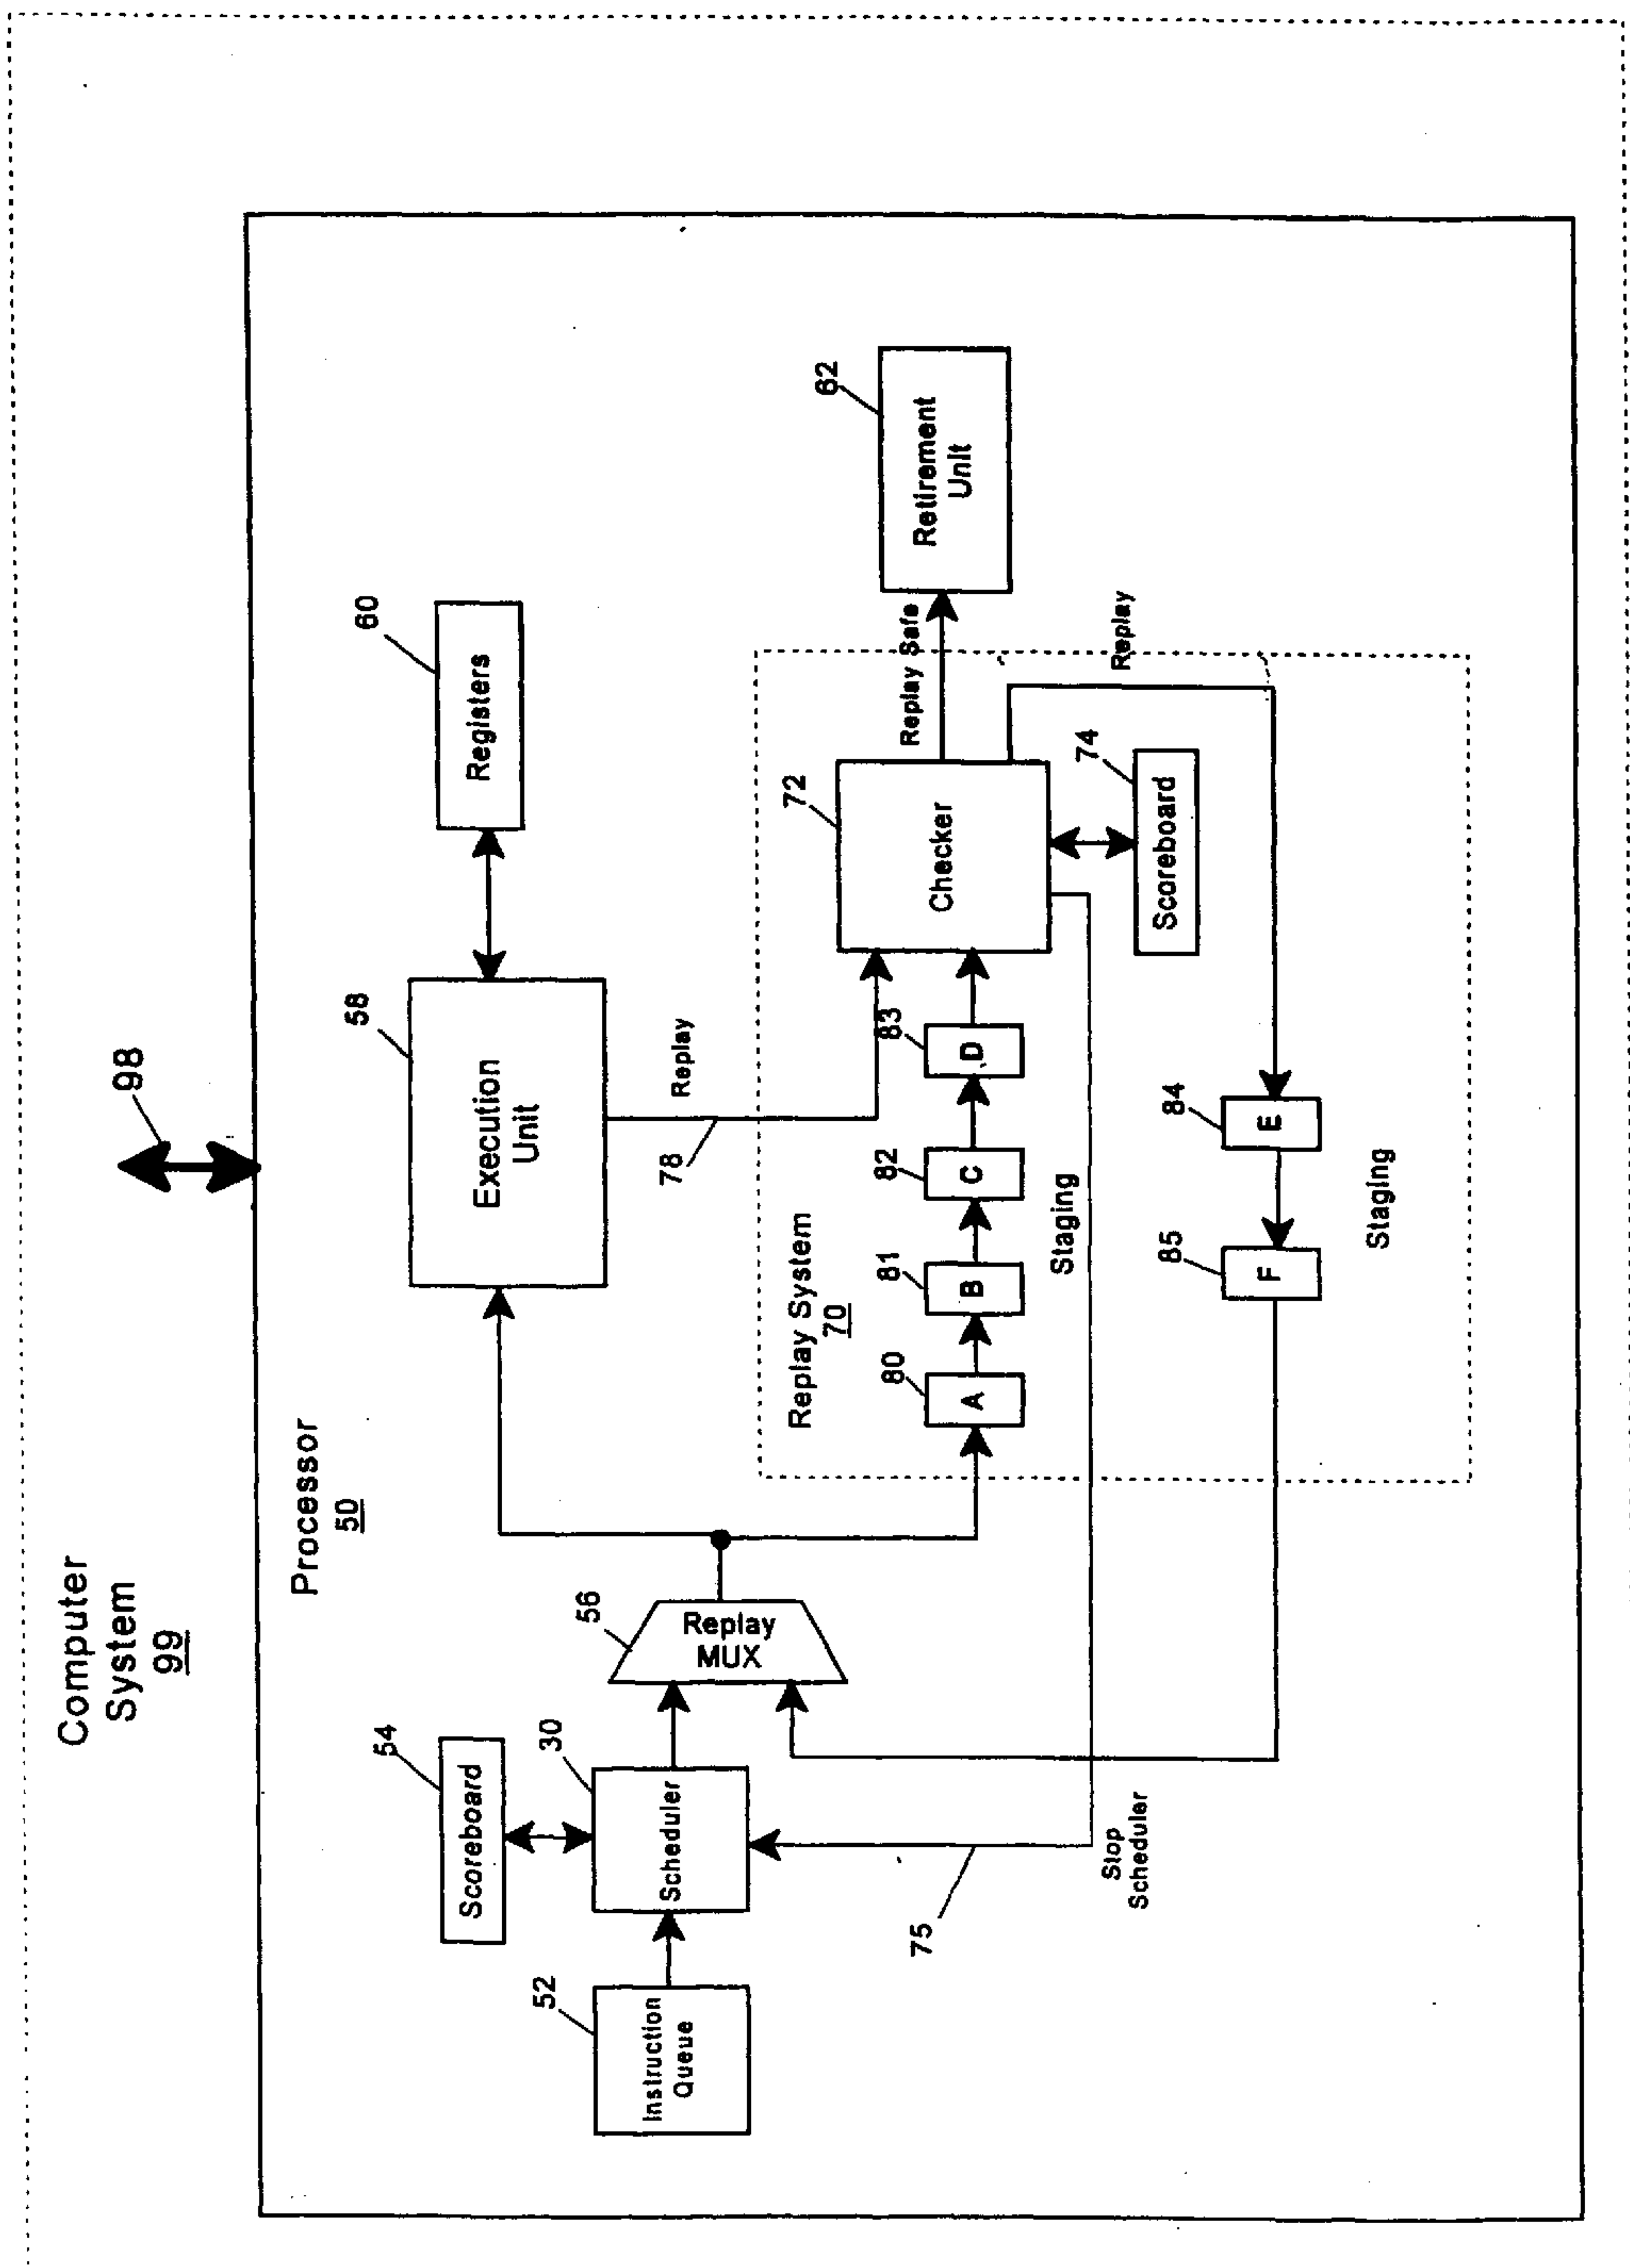 Computer
System
99
98
Processor
50
54
Scoreboard
30
Scheduler
52
Instruction
Queue
56
Replay
MUX
58
Execution
Unit
60
Registers
Replay
78
Replay System
70
80
A
81
B
82
C
83
D
Staging
72
Checker
Replay Safe
62
Retirement
Unit
Replay
74
Scoreboard
84
E
85
F
Staging
75
Stop
Scheduler